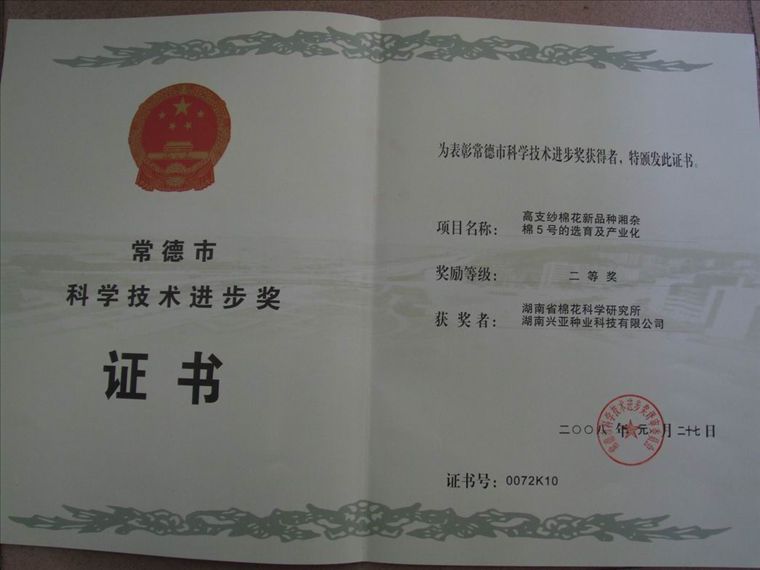 常德市
科学技术进步奖
证书
为表彰常德市科学技术进步奖获得者，特颁发此证书。
项目名称：
高支纱棉花新品种湘杂
棉5号的选育及产业化
奖励等级：
二等奖
获奖者：
湖南省棉花科学研究所
湖南兴亚种业科技有限公司
二〇〇八年元月二十七日
证书号：0072K10